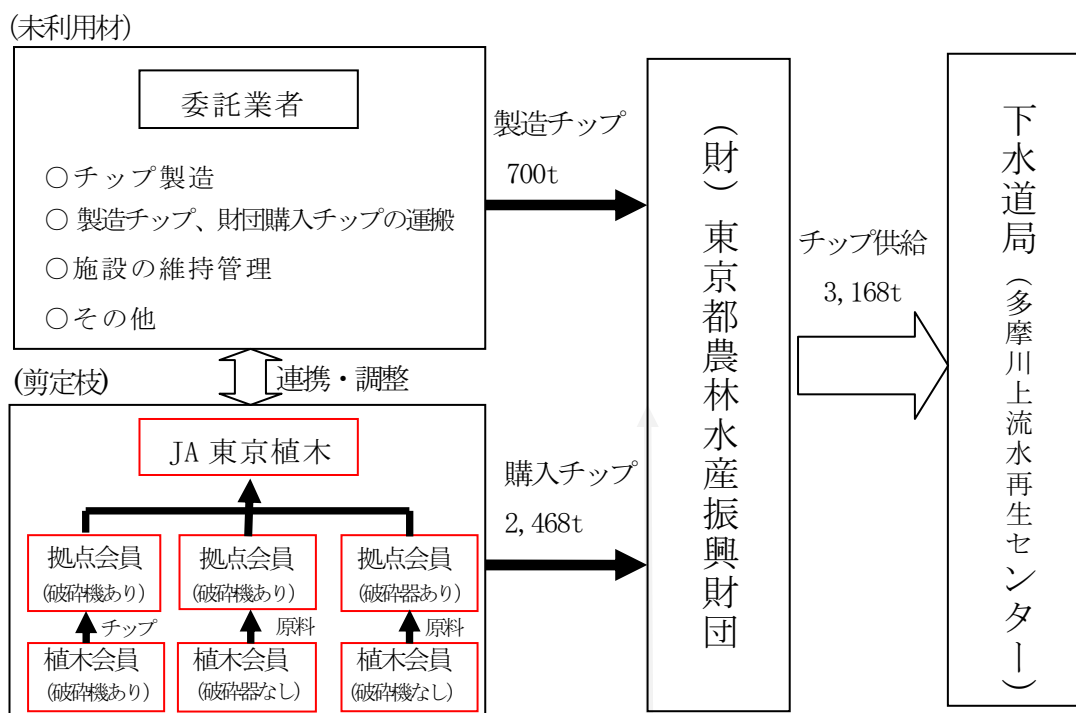 (未利用材)
委託業者
○チップ製造
○製造チップ、財団購入チップの運搬
○施設の維持管理
○その他
製造チップ
700t
(剪定枝)
連携・調整
JA東京植木
拠点会員
(破砕機あり)
拠点会員
(破砕機あり)
拠点会員
(破砕器あり)
チップ
原料
原料
植木会員
(破砕機あり)
植木会員
(破砕器なし)
植木会員
(破砕機なし)
購入チップ
2,468t
(財)東京都農林水産振興財団
チップ供給
3,168t
下水道局(多摩川上流水再生センター)